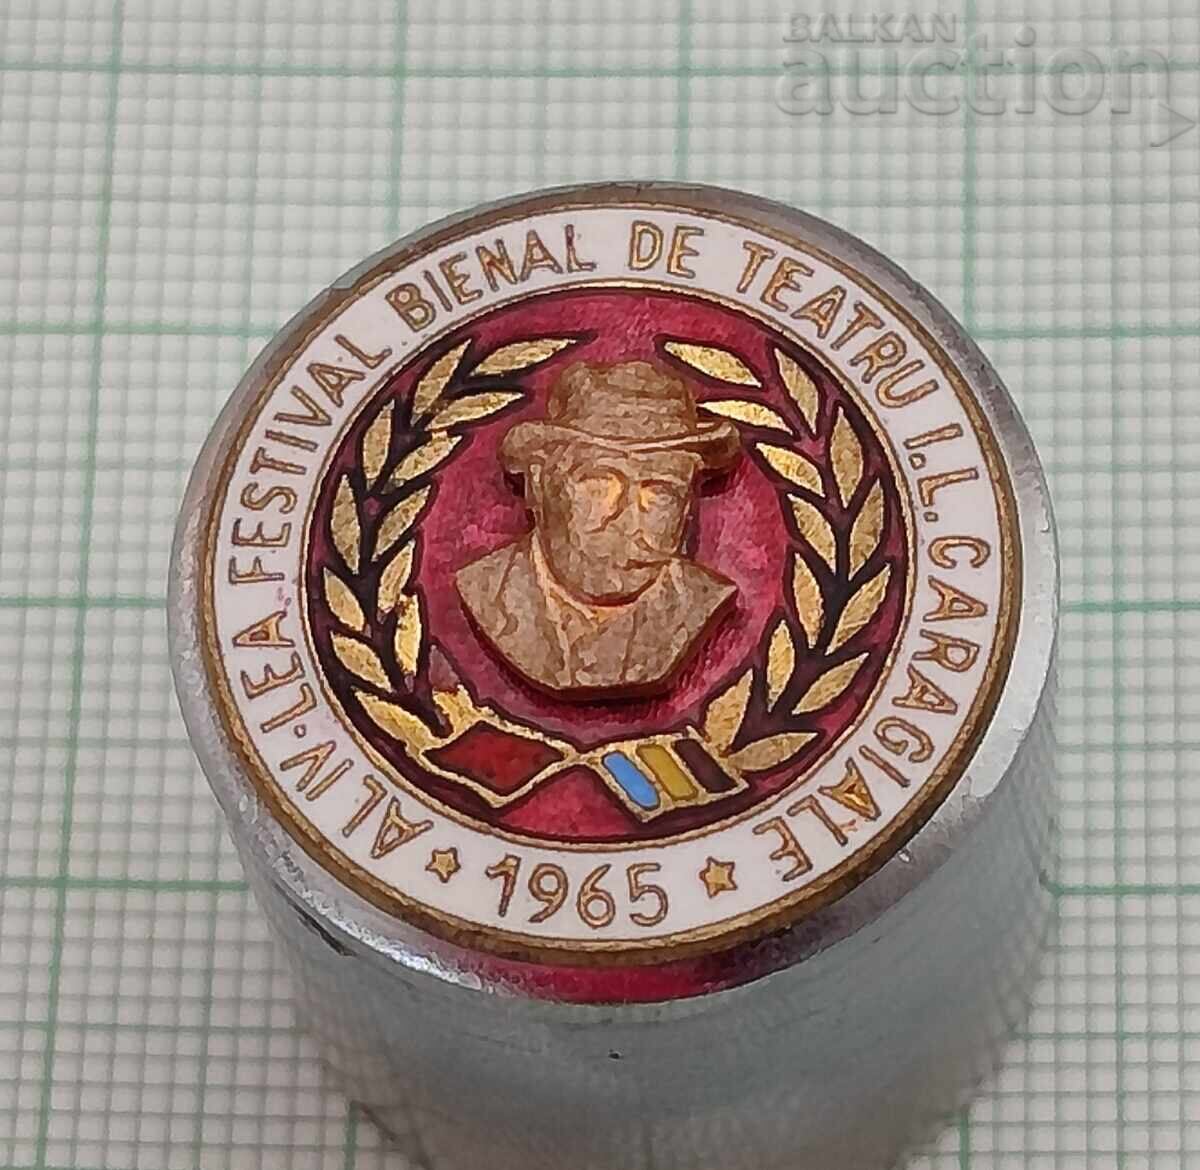 BALKAN
auction
AL IV-LEA FESTIVAL BIENAL DE TEATRU I.L. CARAGIALE
★ 1965 ★